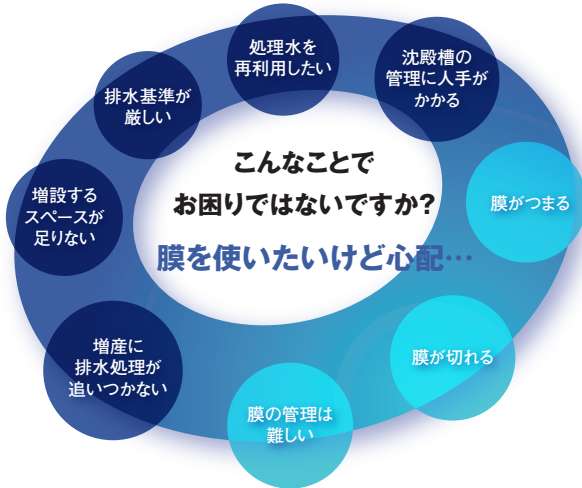 処理水を
再利用したい
沈殿槽の
管理に人手が
かかる
排水基準が
厳しい
こんなことで
お困りではないですか?
膜を使いたいけど心配…
増設する
スペースが
足りない
膜がつまる
増産に
排水処理が
追いつかない
膜が切れる
膜の管理は
難しい